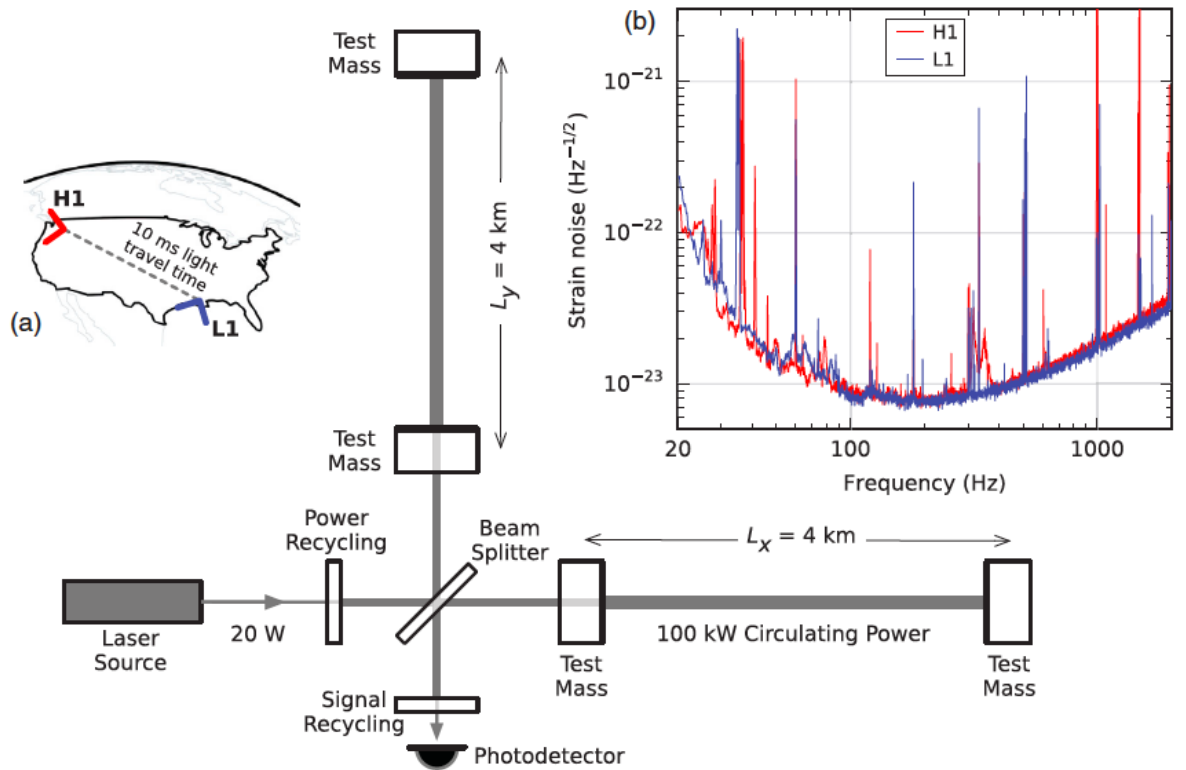 (a)
H1
10 ms light
travel time
L1
Test
Mass
Ly = 4 km
Test
Mass
Power
Recycling
Beam
Splitter
Laser
Source
20 W
Lx = 4 km
100 kW Circulating Power
Test
Mass
Test
Mass
Signal
Recycling
Photodetector
(b)
H1
L1
Strain noise (Hz−1/2)
10−21
10−22
10−23
20
100
1000
Frequency (Hz)